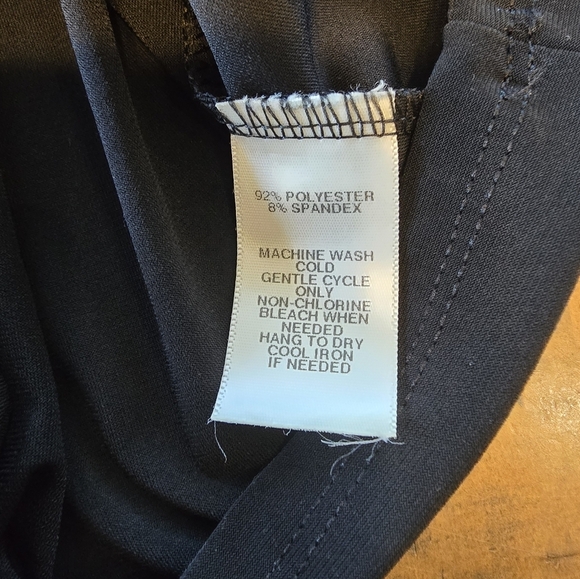 92% POLYESTER
8% SPANDEX
MACHINE WASH
COLD
GENTLE CYCLE
ONLY
NON-CHLORINE
BLEACH WHEN
NEEDED
HANG TO DRY
COOL IRON
IF NEEDED